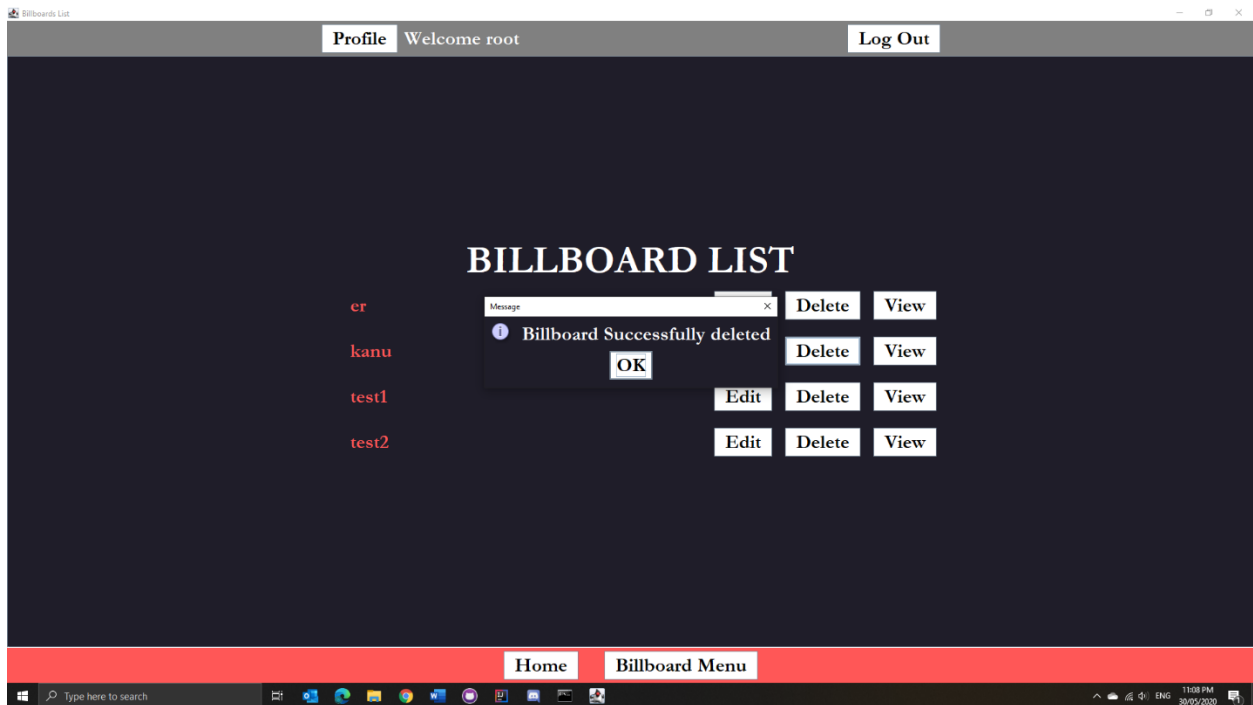 Billboards List
Profile Welcome root Log Out
BILLBOARD LIST
er Delete View
Message
Billboard Successfully deleted
kanu Delete View
OK
test1 Edit Delete View
test2 Edit Delete View
Home Billboard Menu
Type here to search ENG 11:08 PM
30/05/2020